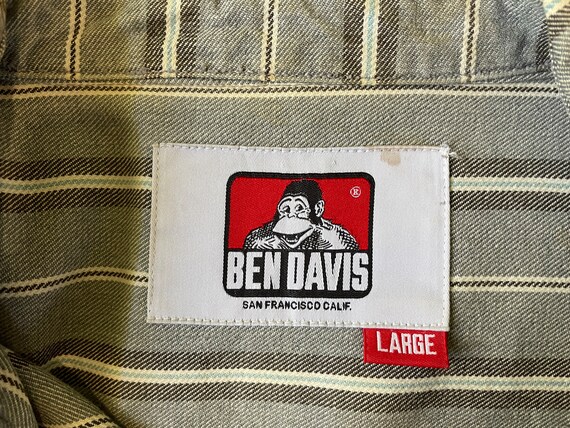 ®
BEN DAVIS
SAN FRANCISCO CALIF.
LARGE